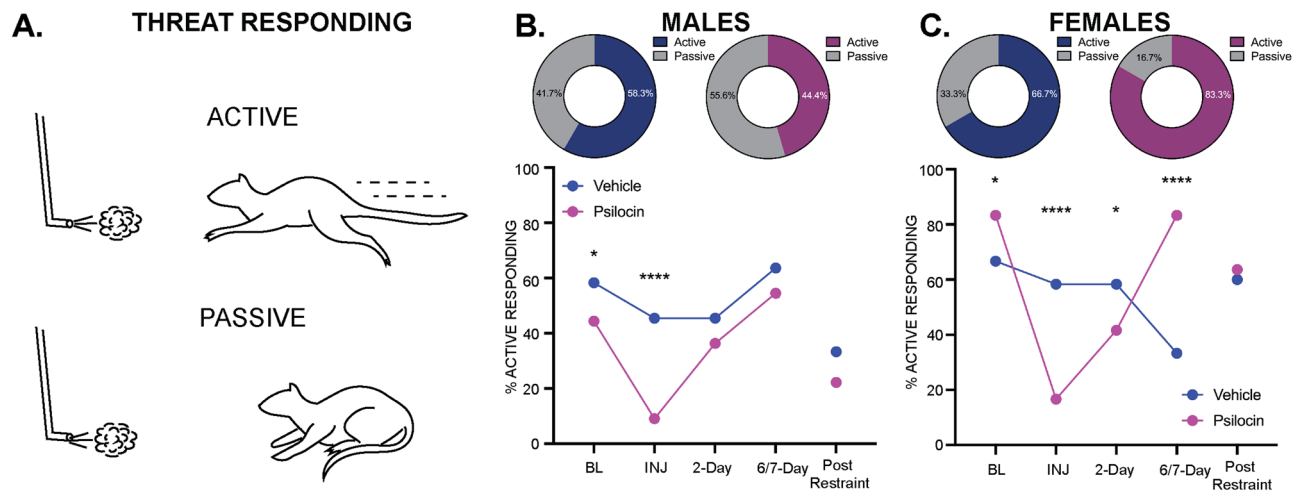 A.
THREAT RESPONDING
ACTIVE
PASSIVE
B.
MALES
Active
Passive
41.7%
58.3%
Active
Passive
55.6%
44.4%
% ACTIVE RESPONDING
100
80
60
40
20
0
Vehicle
Psilocin
*
****
BL
INJ
2-Day
6/7-Day
Post
Restraint
C.
FEMALES
Active
Passive
33.3%
66.7%
Active
Passive
16.7%
83.3%
% ACTIVE RESPONDING
100
80
60
40
20
0
*
****
*
****
Vehicle
Psilocin
BL
INJ
2-Day
6/7-Day
Post
Restraint